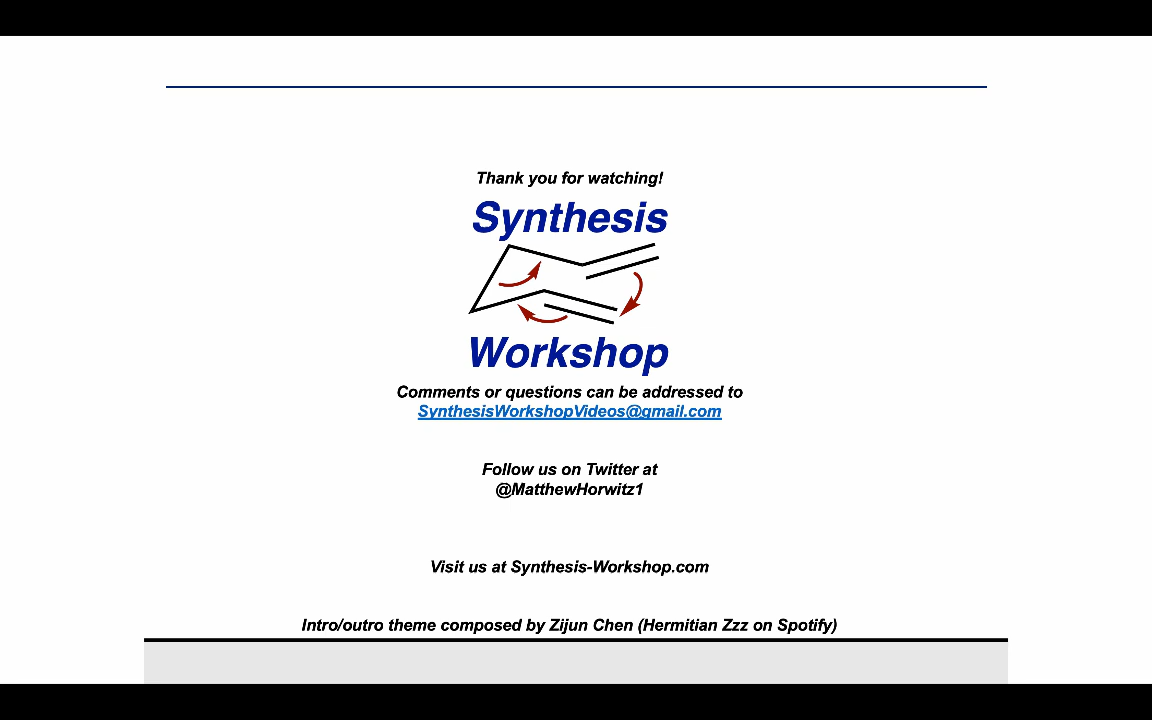 Thank you for watching!
Synthesis
Workshop
Comments or questions can be addressed to
SynthesisWorkshopVideos@gmail.com
Follow us on Twitter at
@MatthewHorwitz1
Visit us at Synthesis-Workshop.com
Intro/outro theme composed by Zijun Chen (Hermitian Zzz on Spotify)